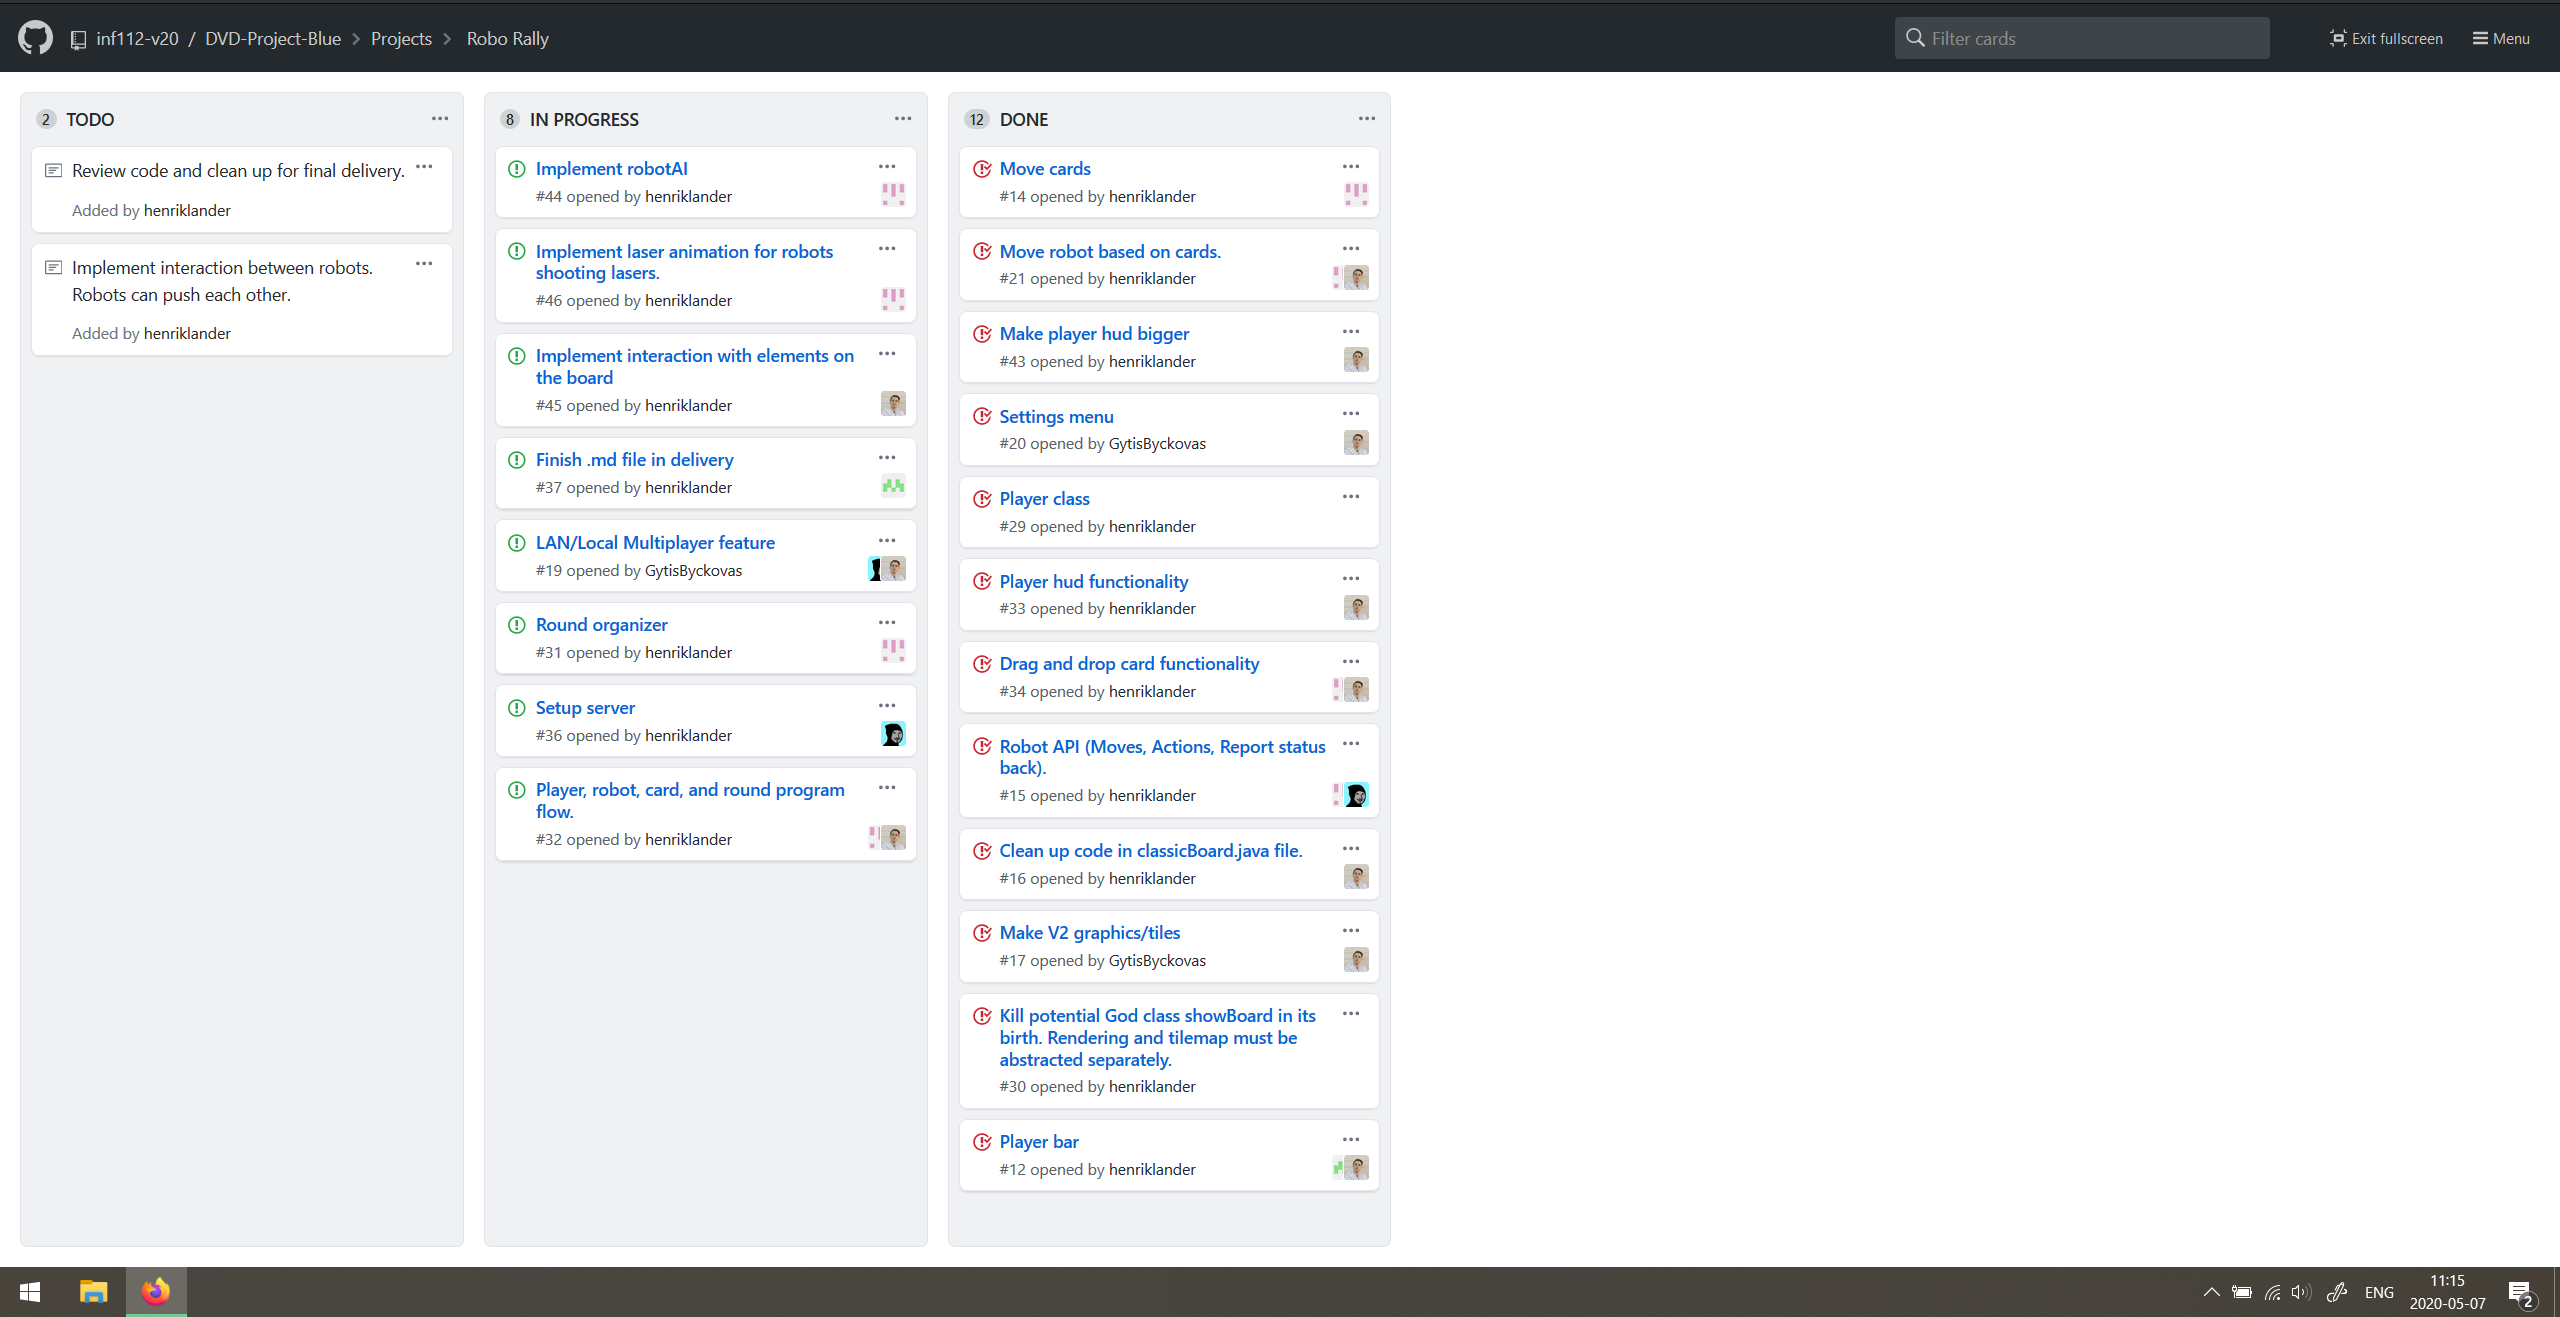 inf112-v20 / DVD-Project-Blue > Projects > Robo Rally
Filter cards
Exit fullscreen
Menu
2 TODO
Review code and clean up for final delivery.
Added by henriklander
Implement interaction between robots.
Robots can push each other.
Added by henriklander
8 IN PROGRESS
Implement robotAI
#44 opened by henriklander
Implement laser animation for robots
shooting lasers.
#46 opened by henriklander
Implement interaction with elements on
the board
#45 opened by henriklander
Finish .md file in delivery
#37 opened by henriklander
LAN/Local Multiplayer feature
#19 opened by GytisByckovas
Round organizer
#31 opened by henriklander
Setup server
#36 opened by henriklander
Player, robot, card, and round program
flow.
#32 opened by henriklander
12 DONE
Move cards
#14 opened by henriklander
Move robot based on cards.
#21 opened by henriklander
Make player hud bigger
#43 opened by henriklander
Settings menu
#20 opened by GytisByckovas
Player class
#29 opened by henriklander
Player hud functionality
#33 opened by henriklander
Drag and drop card functionality
#34 opened by henriklander
Robot API (Moves, Actions, Report status
back).
#15 opened by henriklander
Clean up code in classicBoard.java file.
#16 opened by henriklander
Make V2 graphics/tiles
#17 opened by GytisByckovas
Kill potential God class showBoard in its
birth. Rendering and tilemap must be
abstracted separately.
#30 opened by henriklander
Player bar
#12 opened by henriklander
ENG
11:15
2020-05-07
2